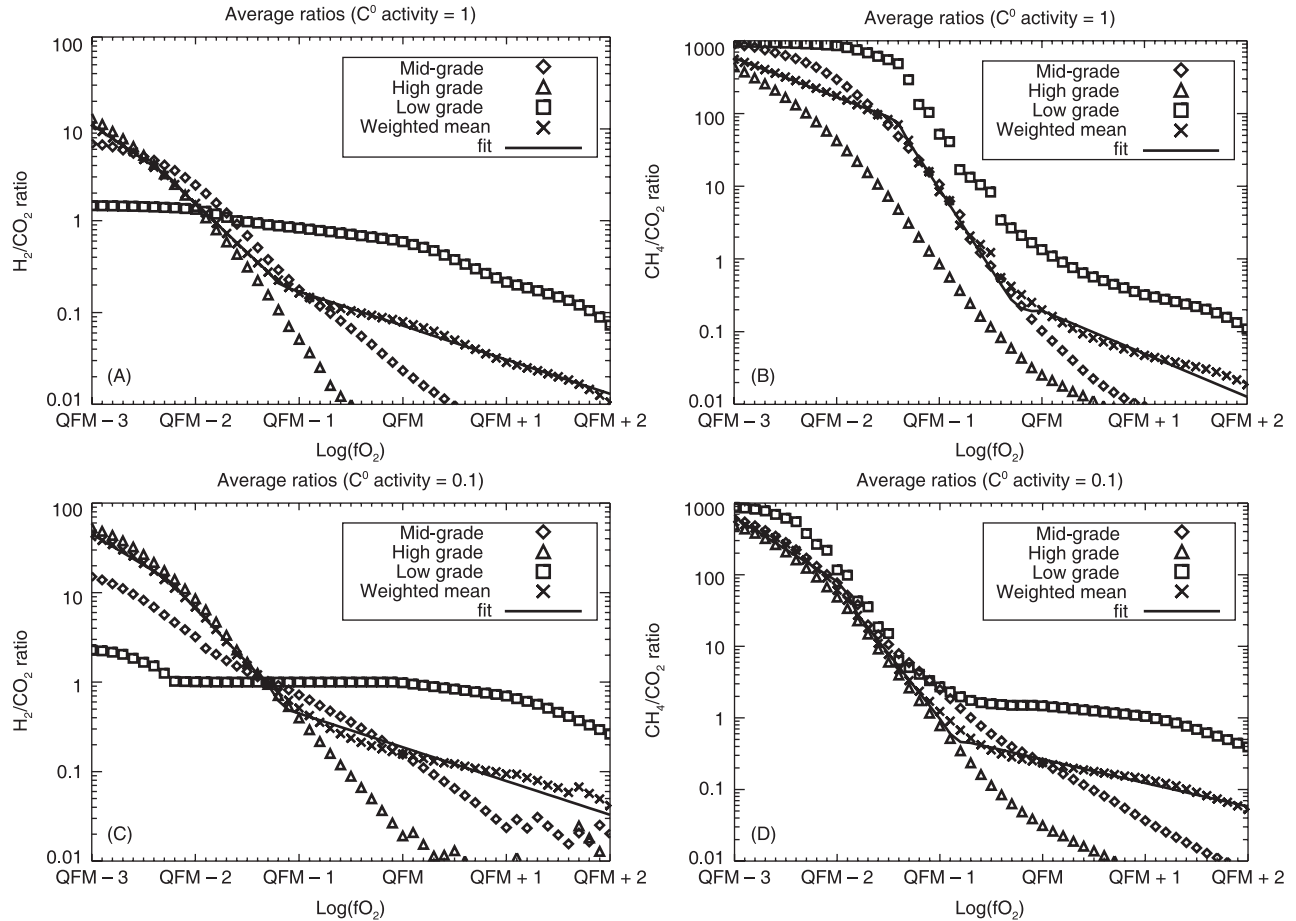 Average ratios (C⁰ activity = 1)
100
10
1
0.1
0.01
H₂/CO₂ ratio
Mid-grade
High grade
Low grade
Weighted mean
fit
(A)
QFM − 3 QFM − 2 QFM − 1 QFM QFM + 1 QFM + 2
Log(fO₂)
Average ratios (C⁰ activity = 1)
1000
100
10
1
0.1
0.01
CH₄/CO₂ ratio
Mid-grade
High grade
Low grade
Weighted mean
fit
(B)
QFM − 3 QFM − 2 QFM − 1 QFM QFM + 1 QFM + 2
Log(fO₂)
Average ratios (C⁰ activity = 0.1)
100
10
1
0.1
0.01
H₂/CO₂ ratio
Mid-grade
High grade
Low grade
Weighted mean
fit
(C)
QFM − 3 QFM − 2 QFM − 1 QFM QFM + 1 QFM + 2
Log(fO₂)
Average ratios (C⁰ activity = 0.1)
1000
100
10
1
0.1
0.01
CH₄/CO₂ ratio
Mid-grade
High grade
Low grade
Weighted mean
fit
(D)
QFM − 3 QFM − 2 QFM − 1 QFM QFM + 1 QFM + 2
Log(fO₂)